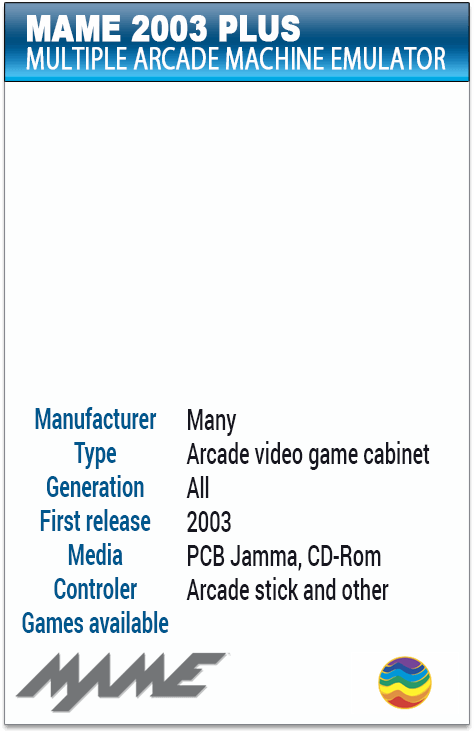 MAME 2003 PLUS
MULTIPLE ARCADE MACHINE EMULATOR
Manufacturer Many
Type Arcade video game cabinet
Generation All
First release 2003
Media PCB Jamma, CD-Rom
Controler Arcade stick and other
Games available
MAME